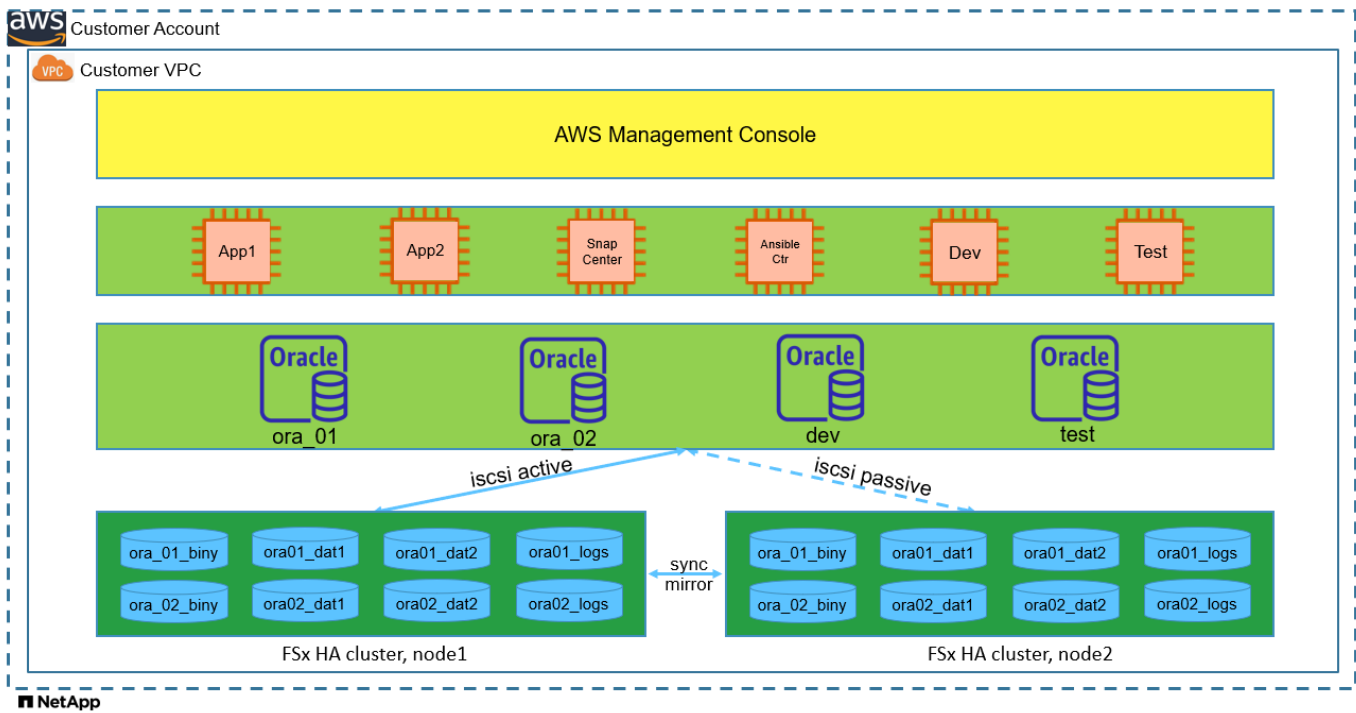 aws
Customer Account
VPC
Customer VPC
AWS Management Console
App1
App2
Snap
Center
Ansible
Ctr
Dev
Test
Oracle
ora_01
Oracle
ora_02
Oracle
dev
Oracle
test
iscsi active
iscsi passive
ora_01_biny
ora01_dat1
ora01_dat2
ora01_logs
ora_02_biny
ora02_dat1
ora02_dat2
ora02_logs
sync
mirror
ora_01_biny
ora01_dat1
ora01_dat2
ora01_logs
ora_02_biny
ora02_dat1
ora02_dat2
ora02_logs
FSx HA cluster, node1
FSx HA cluster, node2
NetApp